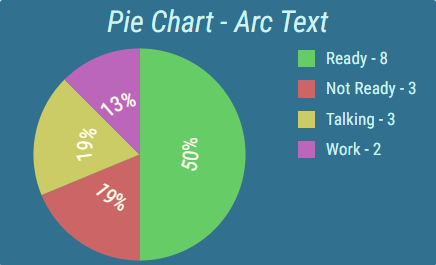 Pie Chart - Arc Text
Ready - 8
Not Ready - 3
Talking - 3
Work - 2
13%
19%
50%
19%